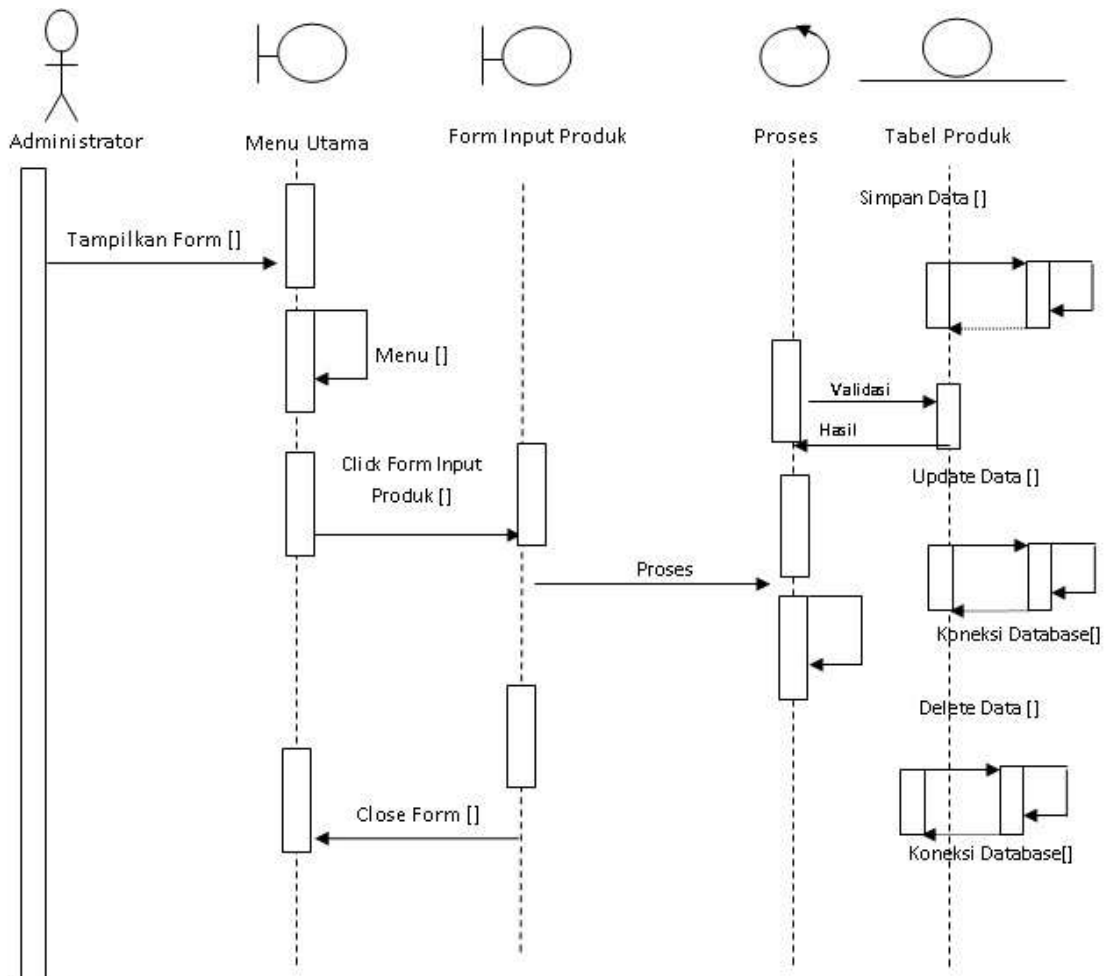 Administrator
Menu Utama
Form Input Produk
Proses
Tabel Produk
Simpan Data []
Tampilkan Form []
Menu []
Validasi
Hasil
Click Form Input
Produk []
Update Data []
Proses
Koneksi Database[]
Delete Data []
Close Form []
Koneksi Database[]